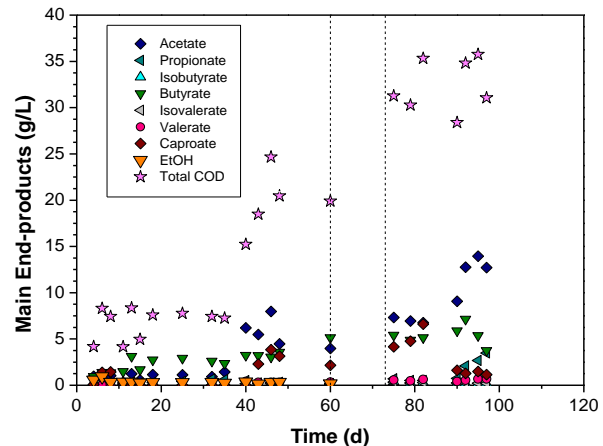 40
35
30
25
20
15
10
5
0
Main End-products (g/L)
Acetate
Propionate
Isobutyrate
Butyrate
Isovalerate
Valerate
Caproate
EtOH
Total COD
0 20 40 60 80 100 120
Time (d)